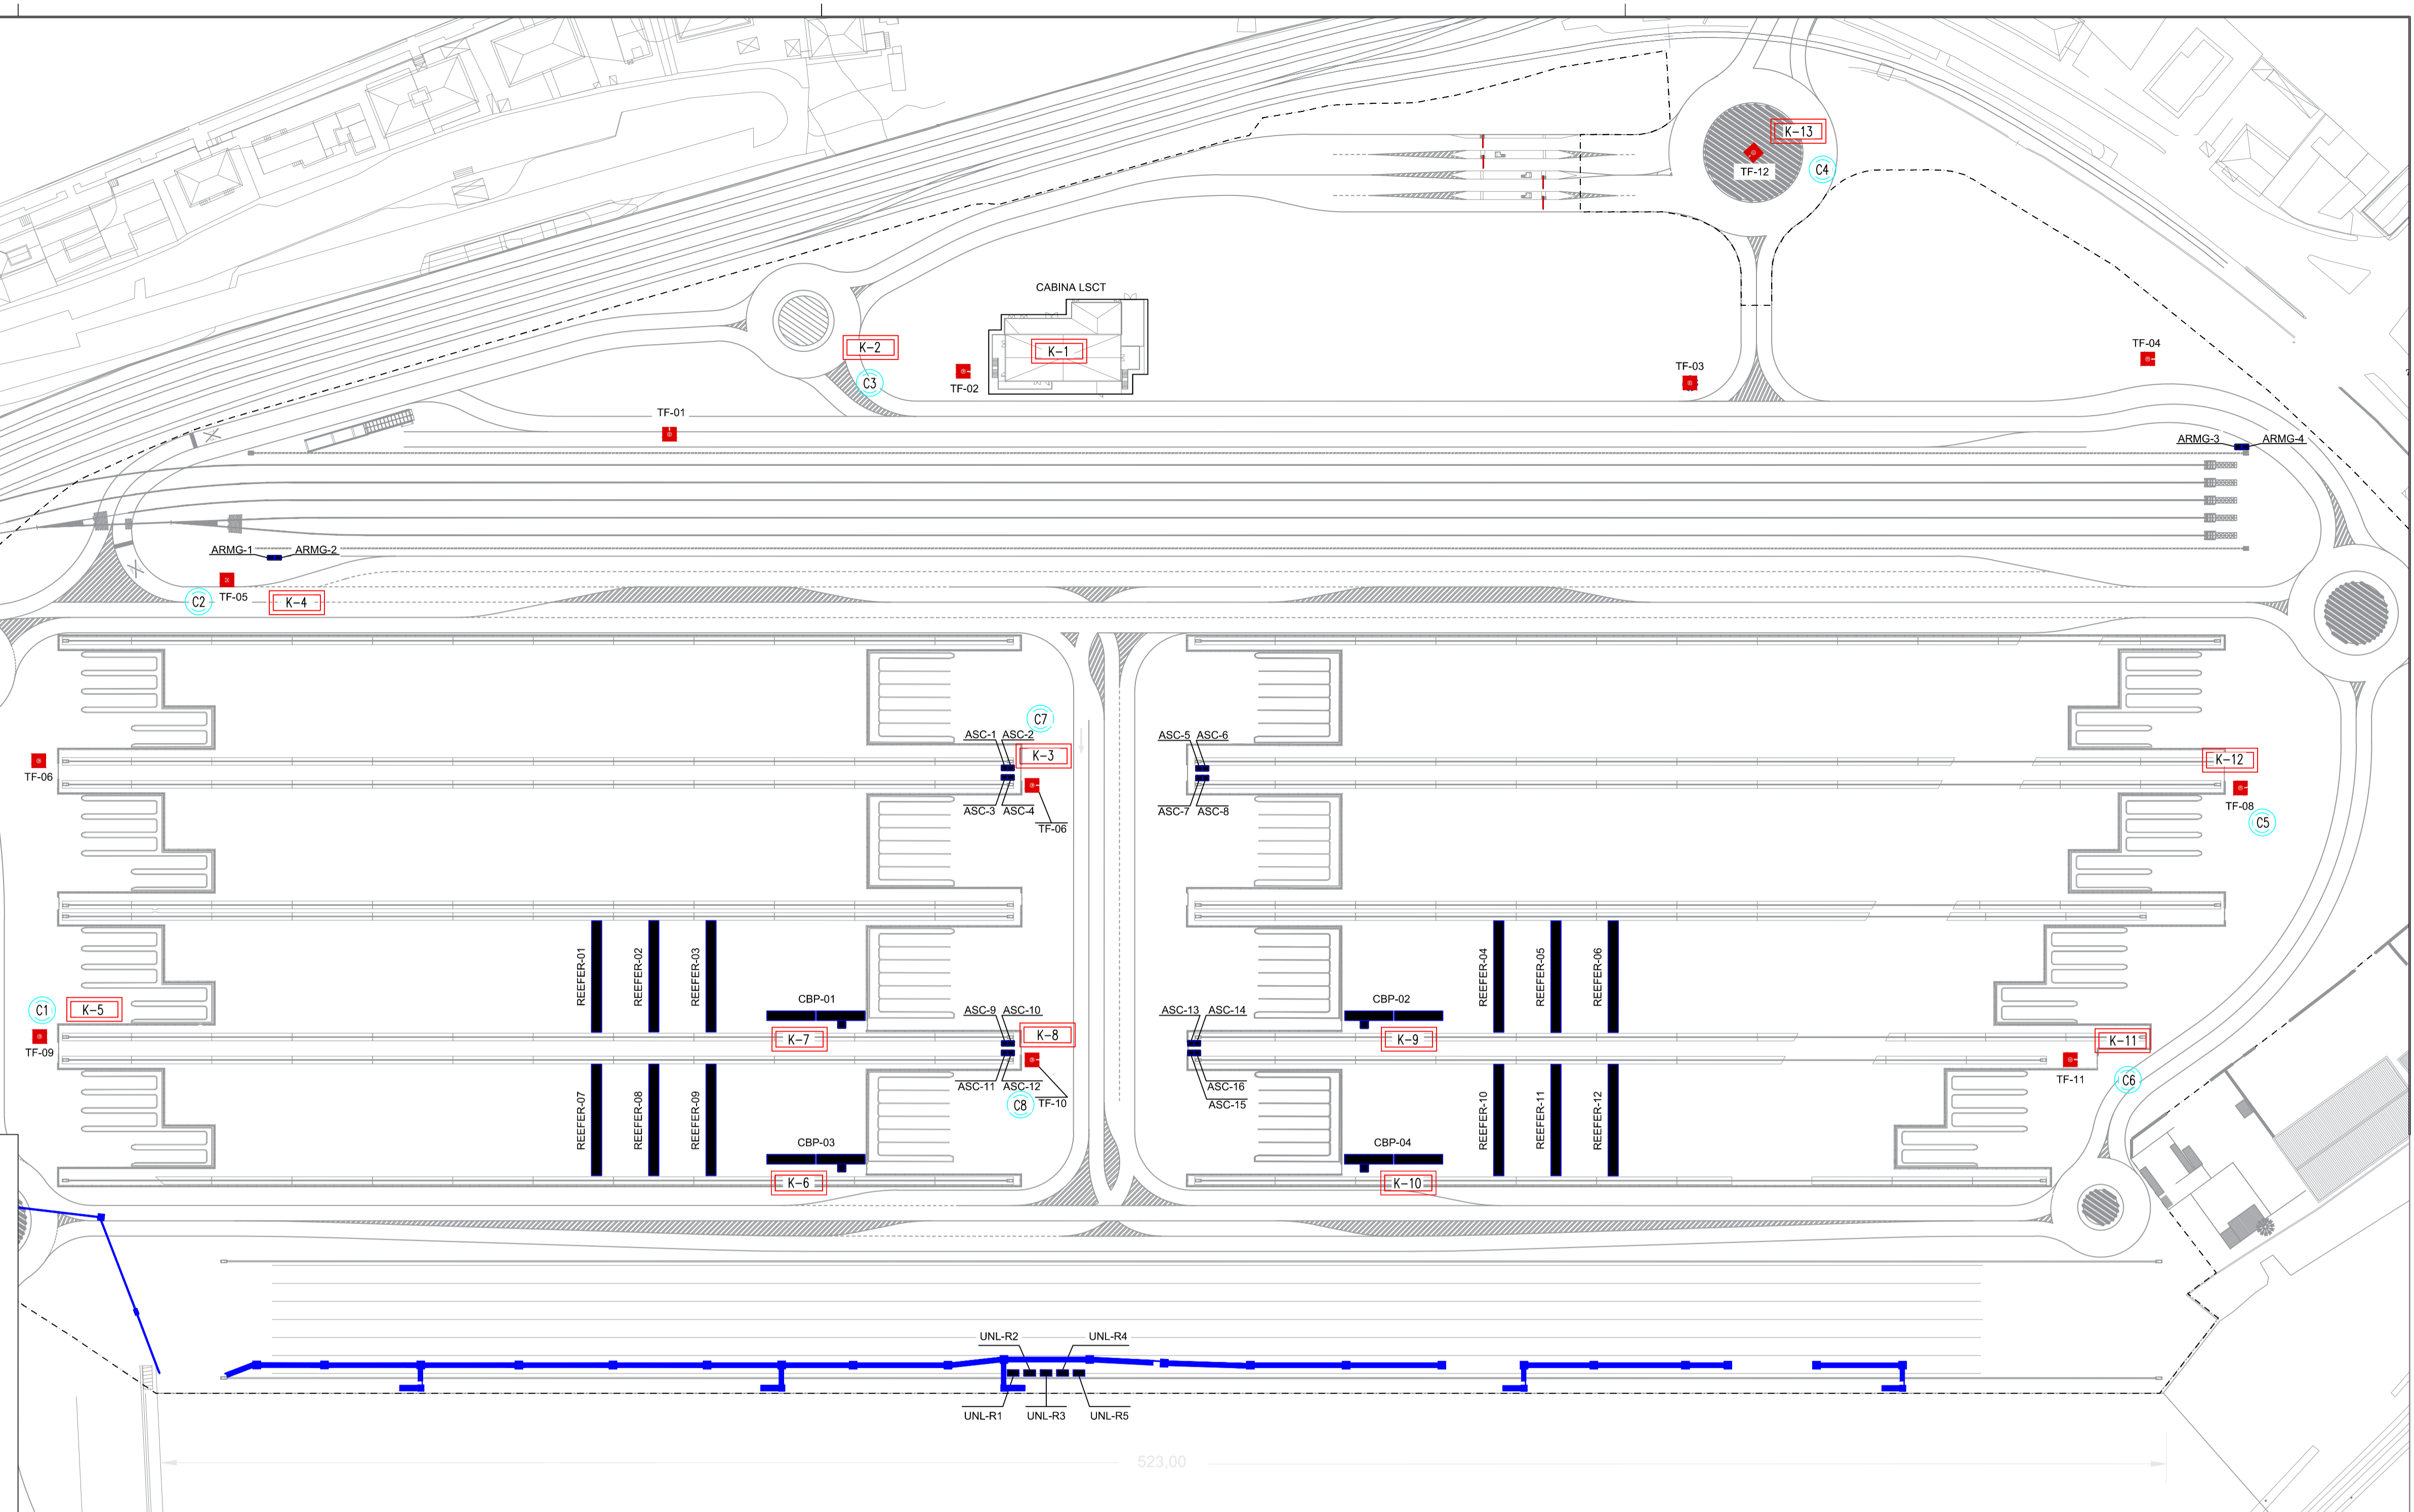 K-13
TF-12
C4
CABINA LSCT
K-1
K-2
C3
TF-02
TF-03
TF-04
TF-01
ARMG-3 ARMG-4
ARMG-1 ARMG-2
TF-05
C2
K-4
C7
ASC-1 ASC-2
K-3
ASC-5 ASC-6
K-12
TF-06
TF-08
ASC-3 ASC-4
ASC-7 ASC-8
TF-06
C5
REEFER-01
REEFER-02
REEFER-03
REEFER-04
REEFER-05
REEFER-06
CBP-01
CBP-02
C1
K-5
ASC-9 ASC-10
ASC-13 ASC-14
K-7
K-8
K-9
K-11
TF-09
TF-11
C6
ASC-11 ASC-12
ASC-16
C8
TF-10
ASC-15
REEFER-07
REEFER-08
REEFER-09
REEFER-10
REEFER-11
REEFER-12
CBP-03
CBP-04
K-6
K-10
UNL-R2
UNL-R4
UNL-R1
UNL-R3
UNL-R5
523,00